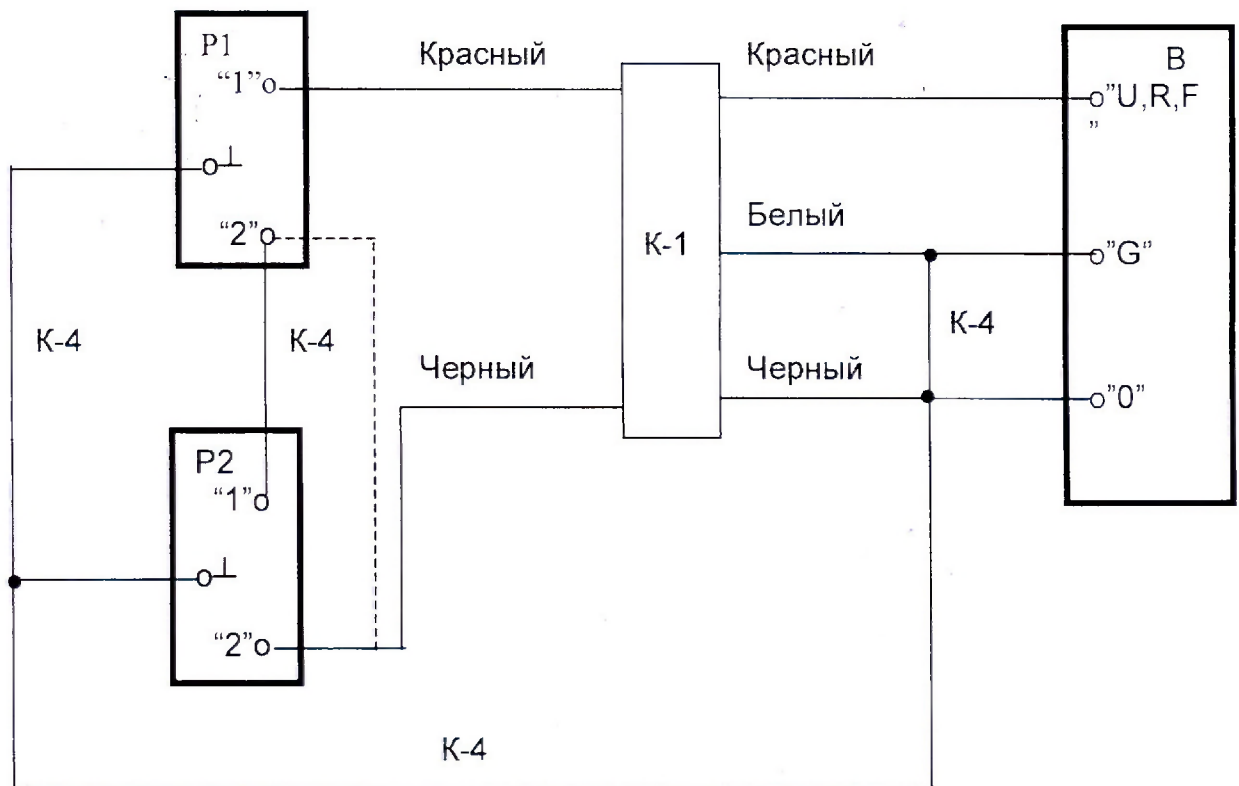 P1
“1”
⊥
“2”
К-4
К-4
P2
“1”
⊥
“2”
К-4
Красный
Черный
К-1
Красный
Белый
Черный
К-4
B
”U,R,F
”
”G”
”0”